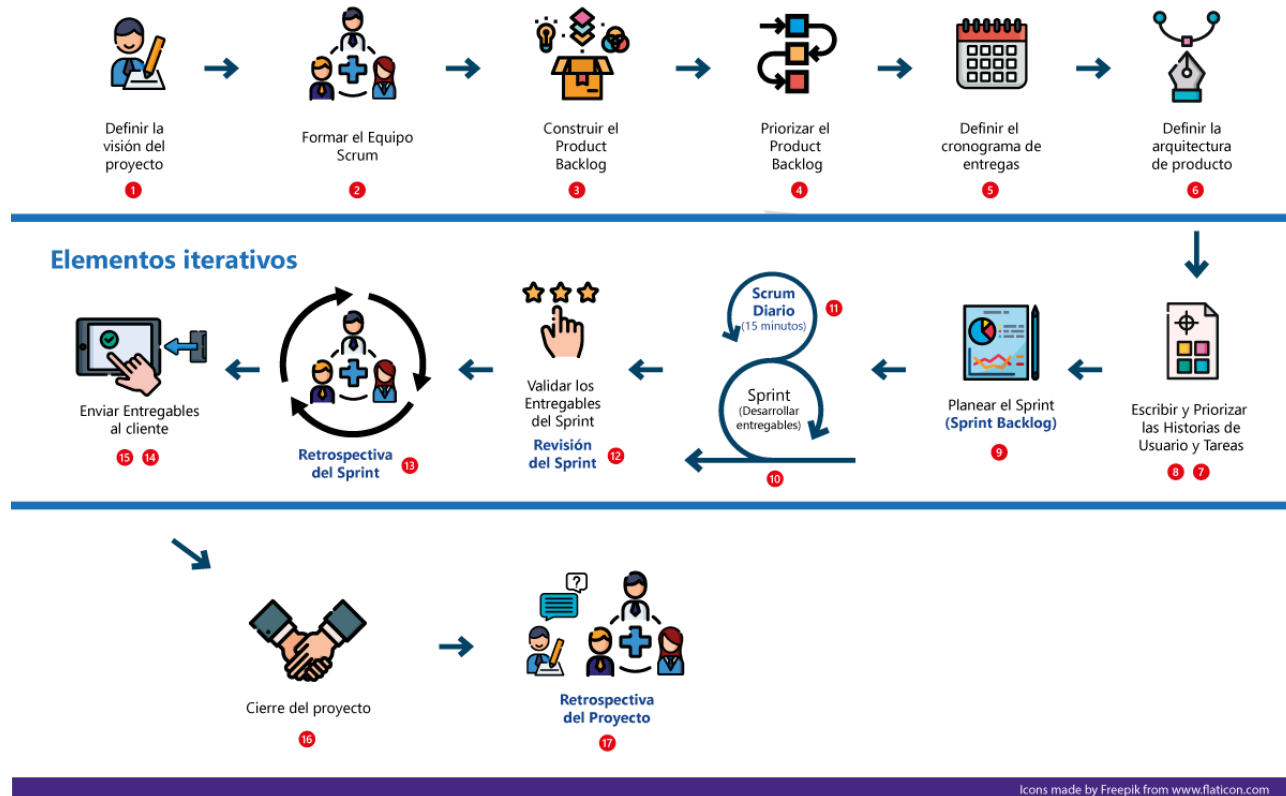 Definir la
visión del
proyecto
1
Formar el Equipo
Scrum
2
Construir el
Product
Backlog
3
Priorizar el
Product
Backlog
4
Definir el
cronograma de
entregas
5
Definir la
arquitectura
de producto
6
Elementos iterativos
Enviar Entregables
al cliente
15 14
Retrospectiva
del Sprint
13
Validar los
Entregables
del Sprint
Revisión
del Sprint
12
Scrum
Diario
(15 minutos)
11
Sprint
(Desarrollar
entregables)
10
Planear el Sprint
(Sprint Backlog)
9
Escribir y Priorizar
las Historias de
Usuario y Tareas
8 7
Cierre del proyecto
16
?
Retrospectiva
del Proyecto
17
Icons made by Freepik from www.flaticon.com